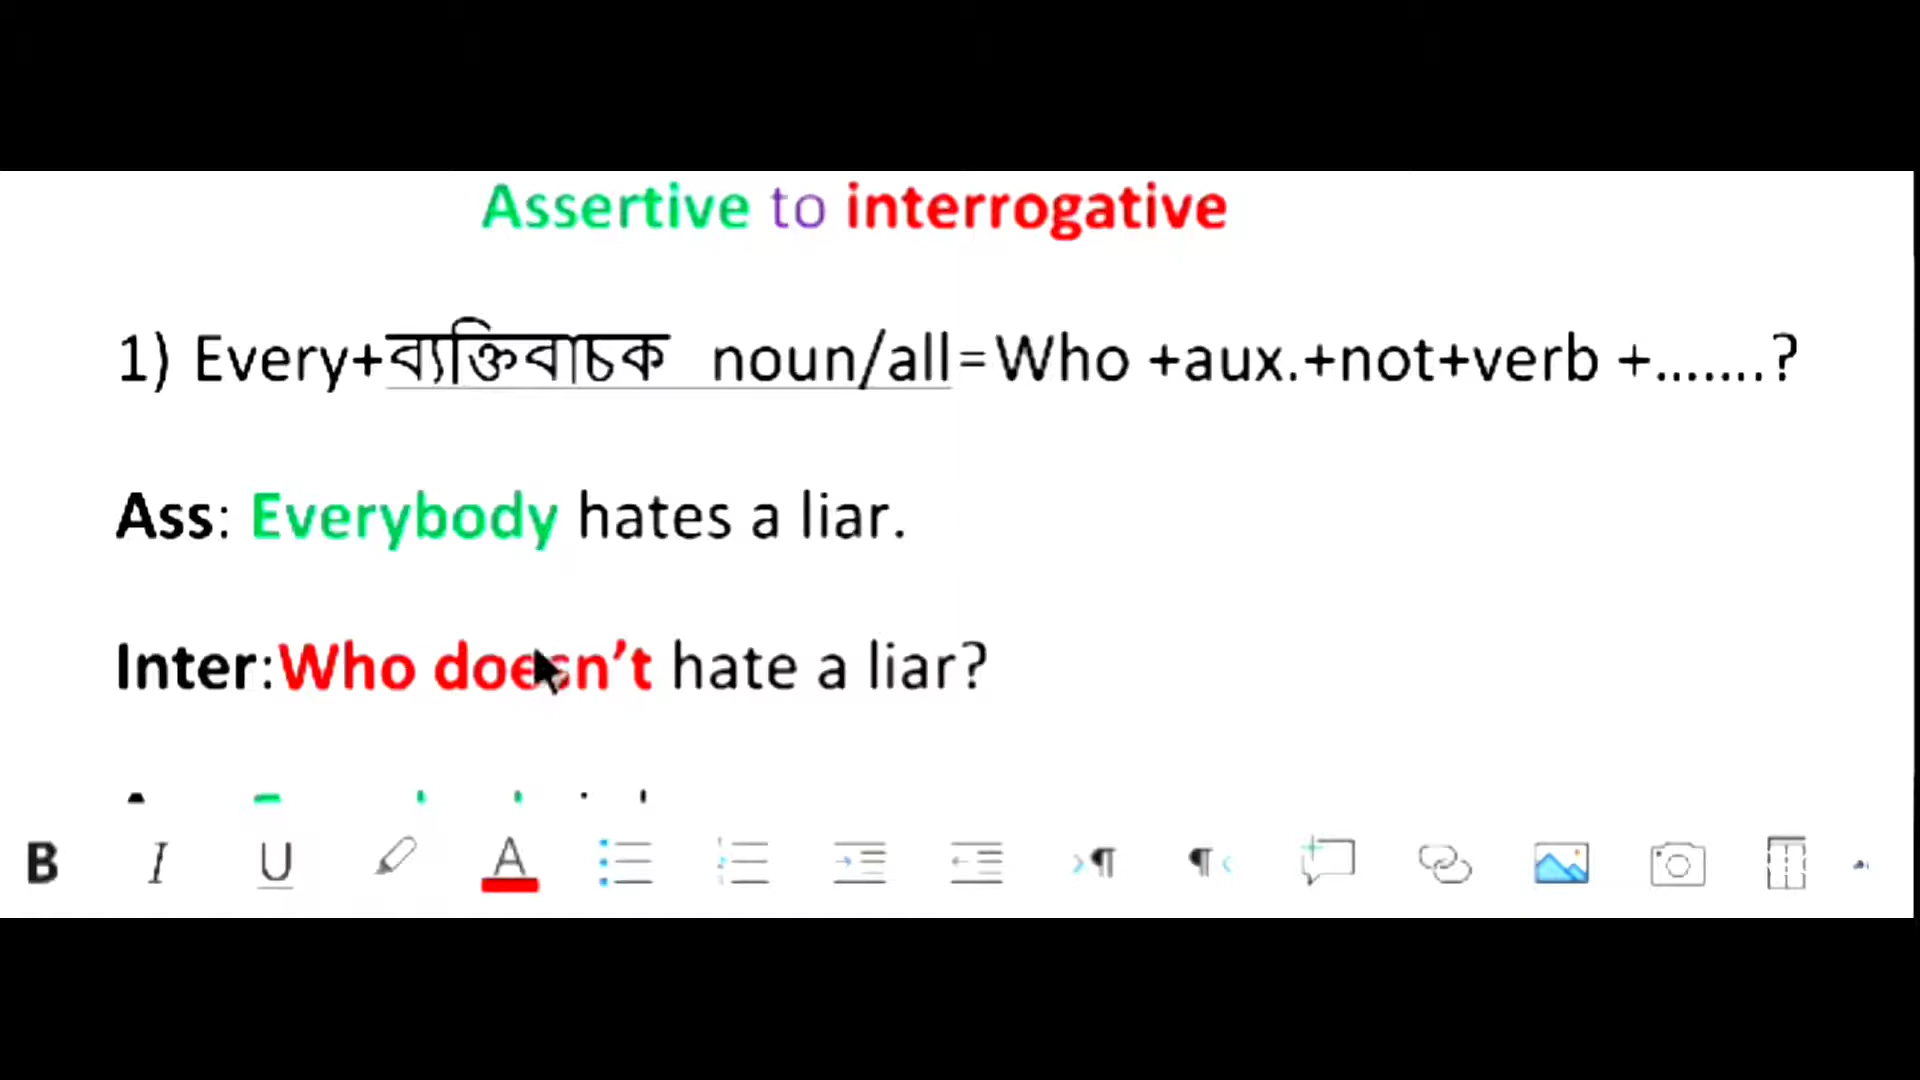 Assertive to interrogative
1) Every+ব্যক্তিবাচক noun/all=Who +aux.+not+verb +.......?
Ass: Everybody hates a liar.
Inter:Who doesn't hate a liar?
B I U A